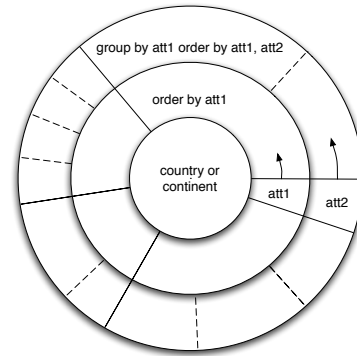 group by att1 order by att1, att2
order by att1
country or
continent
att1
att2